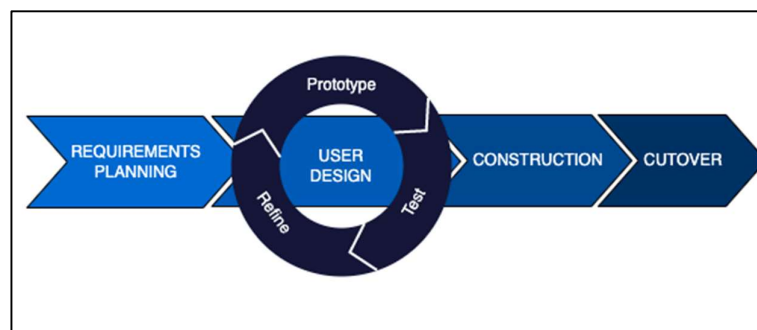 Prototype
REQUIREMENTS
PLANNING
USER
DESIGN
CONSTRUCTION
CUTOVER
Refine
Test